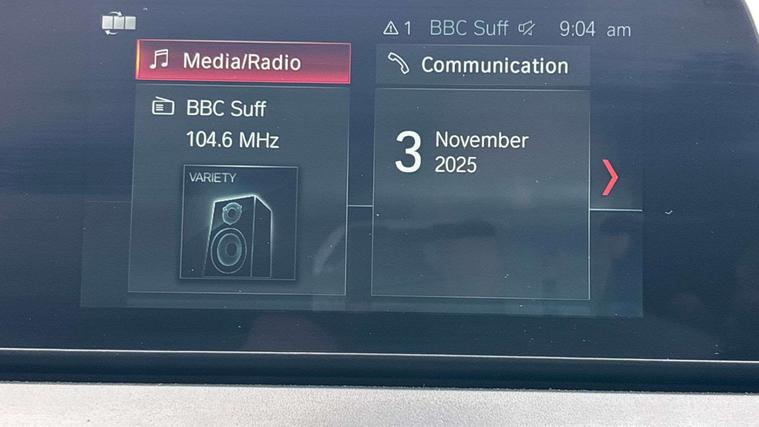 1 BBC Suff 9:04 am
Media/Radio
Communication
BBC Suff
104.6 MHz
VARIETY
3 November
2025